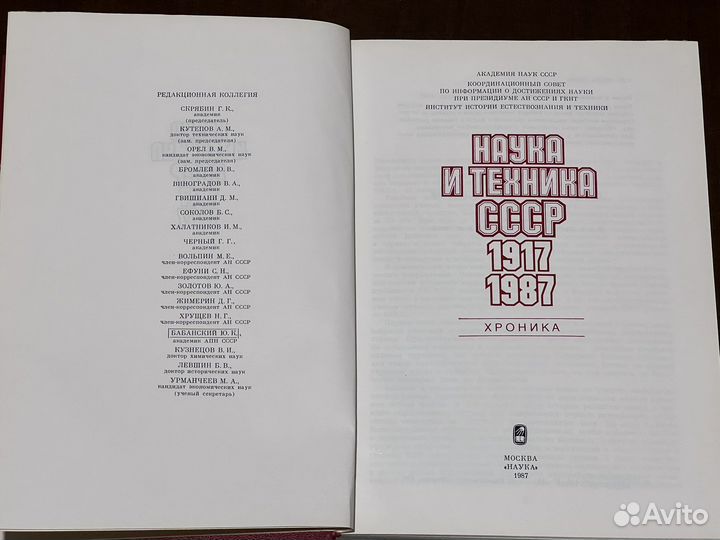 РЕДАКЦИОННАЯ КОЛЛЕГИЯ
СКРЯБИН Г. К.,
академик
(председатель)
КУТЕПОВ А. М.,
доктор технических наук
(зам. председателя)
ОРЕЛ В. М.,
кандидат экономических наук
(зам. председателя)
БРОМЛЕЙ Ю. В.,
академик
ВИНОГРАДОВ В. А.,
ГВИШИАНИ Д. М.,
академик
СОКОЛОВ Б. С.,
академик
ХАЛАТНИКОВ И. М.,
академик
ЧЕРНЫЙ Г. Г.,
академик
ВОЛЬПИН М. Е.,
член-корреспондент АН СССР
ЕФУНИ С. Н.,
член-корреспондент АН СССР
ЗОЛОТОВ Ю. А.,
член-корреспондент АН СССР
ЖИМЕРИН Д. Г.,
член-корреспондент АН СССР
ХРУЩЕВ Н. Г.,
член-корреспондент АН СССР
БАБАНСКИЙ Ю. К.,
академик АПН СССР
КУЗНЕЦОВ В. И.,
доктор химических наук
ЛЕВШИН Б. В.,
доктор исторических наук
УРМАНЧЕЕВ М. А.,
кандидат экономических наук
(ученый секретарь)
АКАДЕМИЯ НАУК СССР
КООРДИНАЦИОННЫЙ СОВЕТ
ПО ИНФОРМАЦИИ О ДОСТИЖЕНИЯХ НАУКИ
ПРИ ПРЕЗИДИУМЕ АН СССР И ГКНТ
ИНСТИТУТ ИСТОРИИ ЕСТЕСТВОЗНАНИЯ И ТЕХНИКИ
НАУКА
И ТЕХНИКА
СССР
1917
1987
ХРОНИКА
МОСКВА
«НАУКА»
1987
Avito